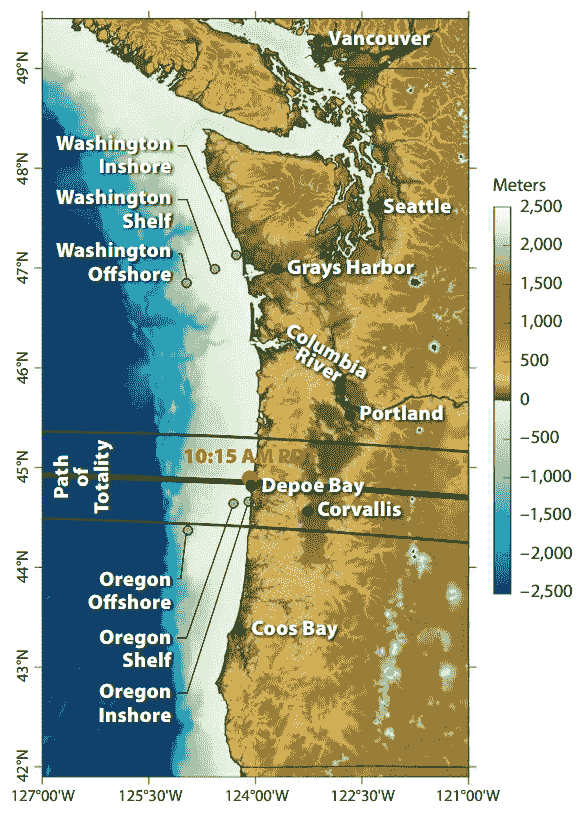 Vancouver
49°N
Washington
Inshore
48°N
Washington
Shelf
Seattle
Meters
2,500
Washington
Offshore
2,000
47°N
Grays Harbor
1,500
1,000
Columbia
River
46°N
500
Portland
0
−500
10:15 AM
45°N
Path
of
Totality
Depoe Bay
−1,000
Corvallis
−1,500
44°N
−2,000
Oregon
Offshore
−2,500
Oregon
Shelf
Coos Bay
43°N
Oregon
Inshore
42°N
127°00'W
125°30'W
124°00'W
122°30'W
121°00'W